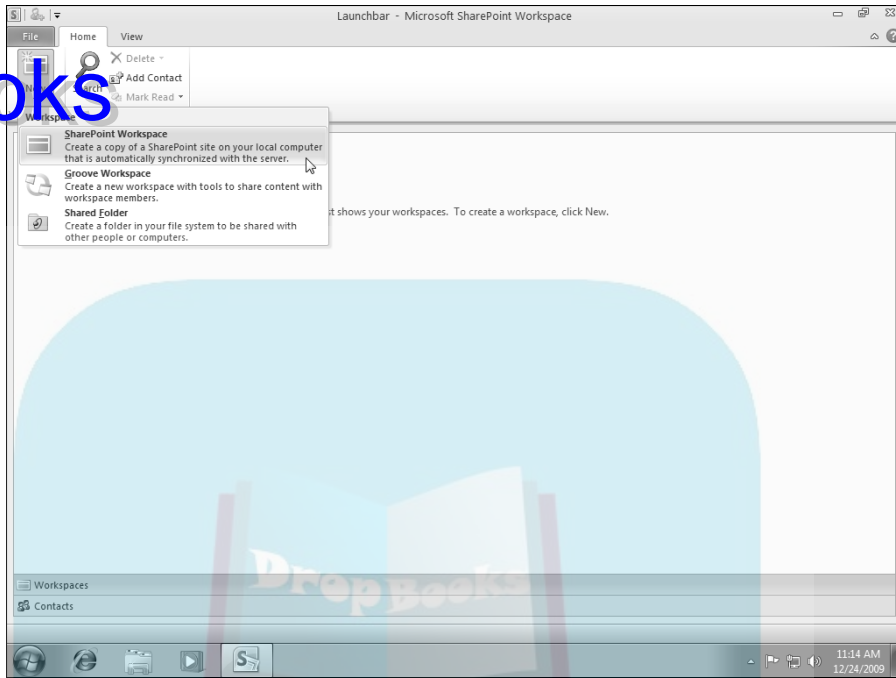 Launchbar - Microsoft SharePoint Workspace
File Home View
Delete
Search Add Contact
Mark Read
oks
SharePoint Workspace
Create a copy of a SharePoint site on your local computer
that is automatically synchronized with the server.
Groove Workspace
Create a new workspace with tools to share content with
workspace members.
Shared Folder
Create a folder in your file system to be shared with
other people or computers.
st shows your workspaces. To create a workspace, click New.
DropBooks
Workspaces
Contacts
11:14 AM
12/24/2009